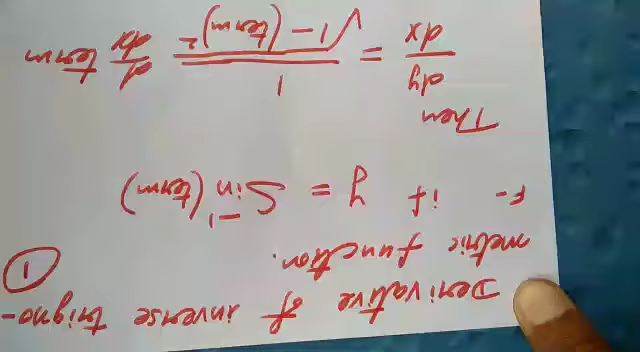 Derivative of inverse trigno-
metric function. ①
F- if y = Sin⁻¹(term)
Then
dy/dx = 1/√1-(term)² d/dx term